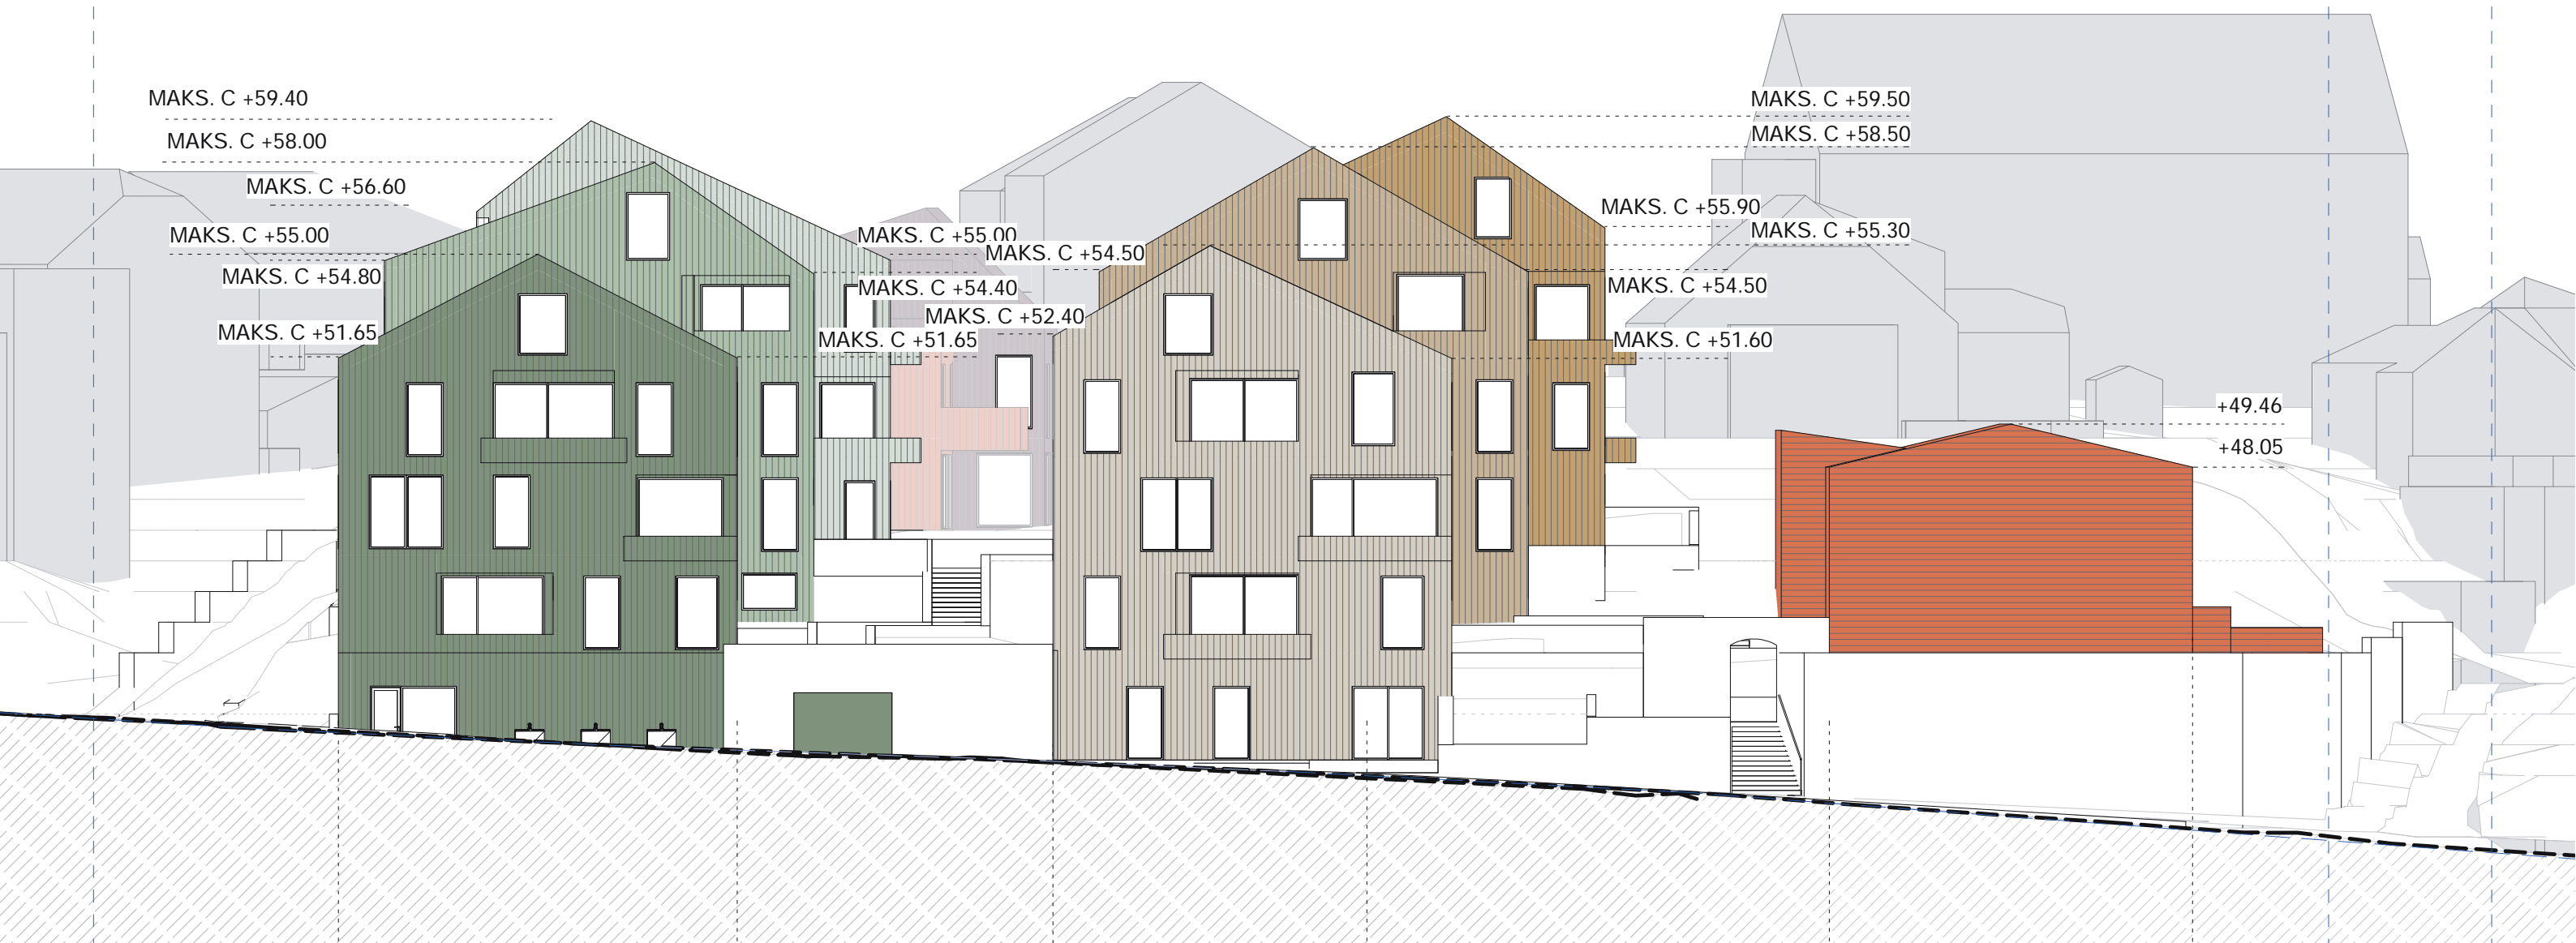 MAKS. C +59.40
MAKS. C +58.00
MAKS. C +56.60
MAKS. C +55.00
MAKS. C +54.80
MAKS. C +51.65
MAKS. C +55.00
MAKS. C +54.50
MAKS. C +54.40
MAKS. C +52.40
MAKS. C +51.65
MAKS. C +59.50
MAKS. C +58.50
MAKS. C +55.90
MAKS. C +55.30
MAKS. C +54.50
MAKS. C +51.60
+49.46
+48.05